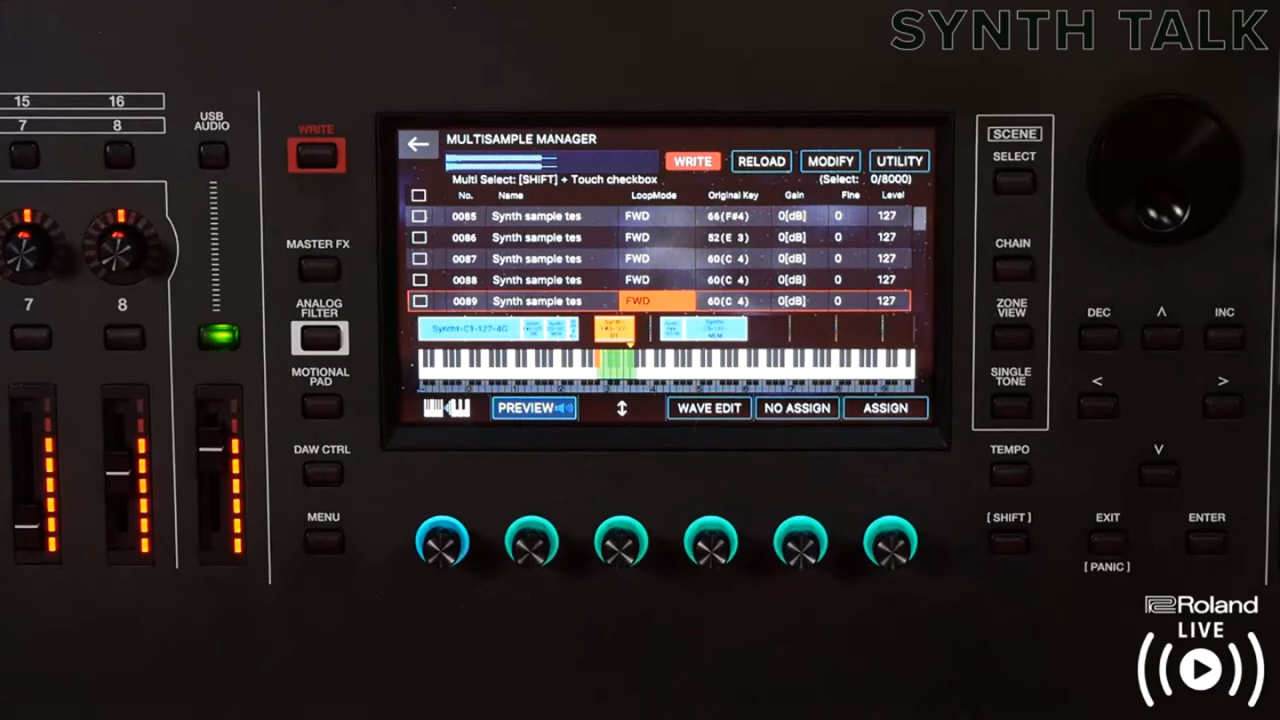 SYNTH TALK
15 16
7 8
USB
AUDIO
7 8
WRITE
MASTER FX
ANALOG
FILTER
MOTIONAL
PAD
DAW CTRL
MENU
MULTISAMPLE MANAGER
WRITE RELOAD MODIFY UTILITY
Multi Select: [SHIFT] + Touch checkbox (Select: 0/8000)
No. Name LoopMode Original Key Gain Fine Level
0085 Synth sample tes FWD 66(F#4) 0[dB] 0 127
0086 Synth sample tes FWD 52(E 3) 0[dB] 0 127
0087 Synth sample tes FWD 60(C 4) 0[dB] 0 127
0088 Synth sample tes FWD 60(C 4) 0[dB] 0 127
0089 Synth sample tes FWD 60(C 4) 0[dB] 0 127
Synth1-C1-127-4G
PREVIEW WAVE EDIT NO ASSIGN ASSIGN
SCENE
SELECT
CHAIN
ZONE
VIEW
SINGLE
TONE
TEMPO
[SHIFT]
DEC INC
EXIT ENTER
[PANIC]
Roland
LIVE